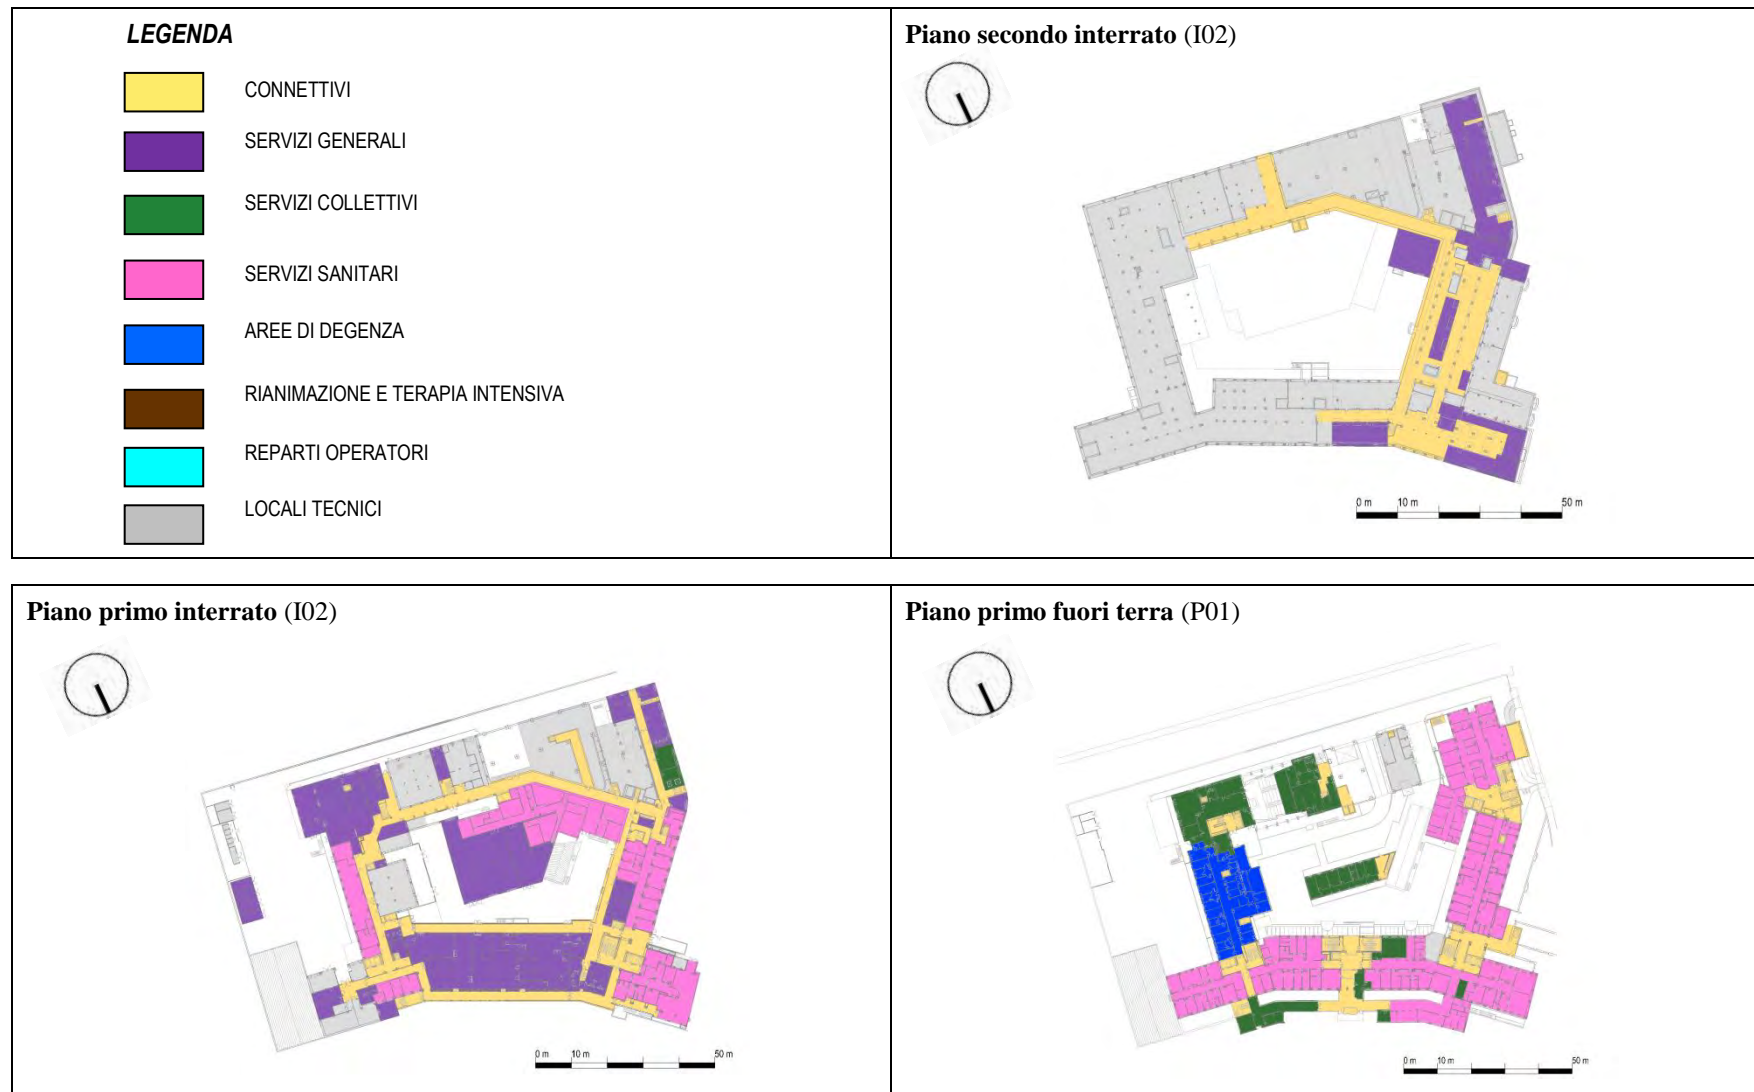 LEGENDA
CONNETTIVI
SERVIZI GENERALI
SERVIZI COLLETTIVI
SERVIZI SANITARI
AREE DI DEGENZA
RIANIMAZIONE E TERAPIA INTENSIVA
REPARTI OPERATORI
LOCALI TECNICI
Piano secondo interrato (I02)
0 m 10 m 50 m
Piano primo interrato (I02)
0 m 10 m 50 m
Piano primo fuori terra (P01)
0 m 10 m 50 m